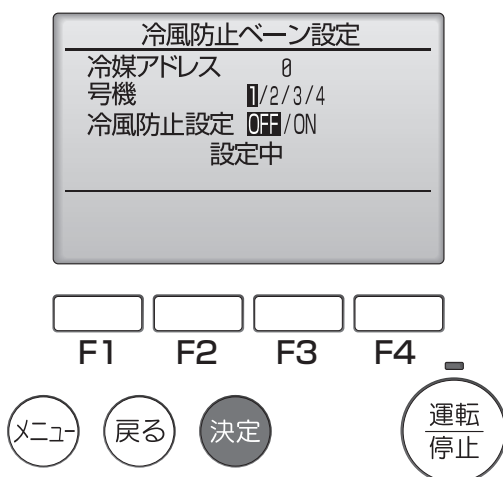 冷風防止ベーン設定
冷媒アドレス 0
号機 1/2/3/4
冷風防止設定 OFF/ON
設定中
F1 F2 F3 F4
メニュー 戻る 決定 運転
停止